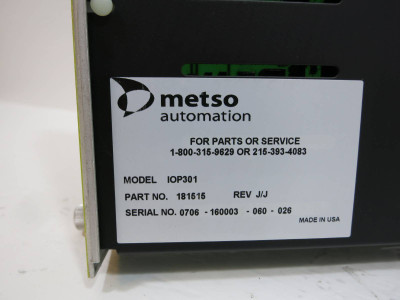 metso
automation
FOR PARTS OR SERVICE
1-800-315-9629 OR 215-393-4083
MODEL IOP301
PART NO. 181515 REV J/J
SERIAL NO. 0706 - 160003 - 060 - 026
MADE IN USA